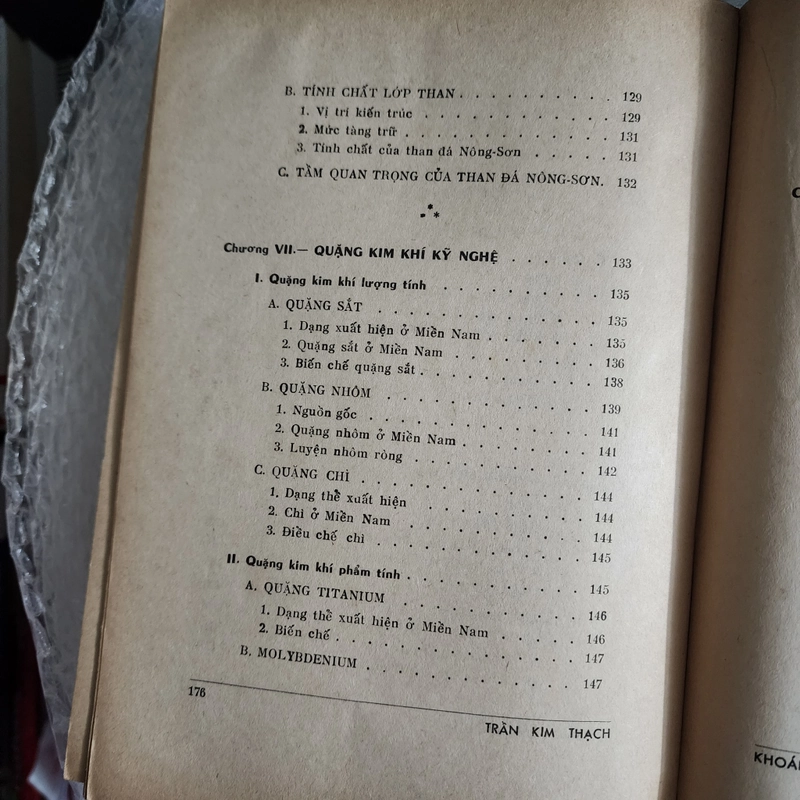 B. TÍNH CHẤT LỚP THAN . . . . . . . . . . 129
1. Vị trí kiến trúc . . . . . . . . . . 129
2. Mức tàng trữ . . . . . . . . . . 131
3. Tính chất của than đá Nông-Sơn . . . . . 131
C. TẦM QUAN TRỌNG CỦA THAN ĐÁ NÔNG-SƠN. 132
Chương VII.— QUẶNG KIM KHÍ KỸ NGHỆ . . . . . . 133
I. Quặng kim khí lượng tính . . . . . . . . . 135
A. QUẶNG SẮT . . . . . . . . . . . 135
1. Dạng xuất hiện ở Miền Nam . . . . . . . 135
2. Quặng sắt ở Miền Nam . . . . . . . . 136
3. Biến chế quặng sắt . . . . . . . . . 138
B. QUẶNG NHÔM . . . . . . . . . . 139
1. Nguồn gốc . . . . . . . . . . 141
2. Quặng nhôm ở Miền Nam . . . . . . . 141
3. Luyện nhôm ròng . . . . . . . . . 142
C. QUẶNG CHÌ . . . . . . . . . . . 144
1. Dạng thể xuất hiện . . . . . . . . 144
2. Chì ở Miền Nam . . . . . . . . . 144
3. Điều chế chì . . . . . . . . . . 145
II. Quặng kim khí phẩm tính . . . . . . . . . 145
A. QUẶNG TITANIUM . . . . . . . . . 146
1. Dạng thể xuất hiện ở Miền Nam . . . . . 146
2. Biến chế . . . . . . . . . . . 147
B. MOLYBDENIUM . . . . . . . . . . 147
176
TRẦN KIM THẠCH